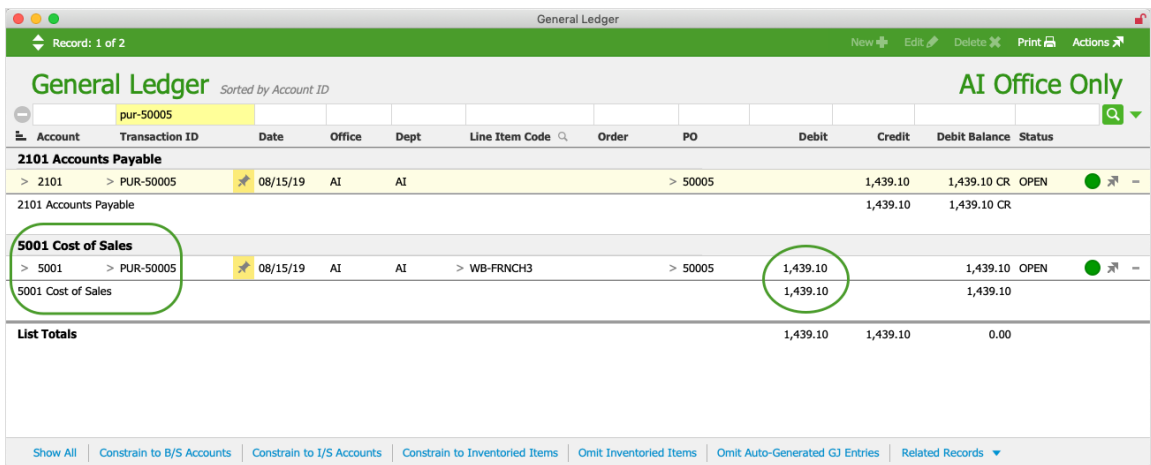 General Ledger
Record: 1 of 2 New Edit Delete Print Actions
General Ledger Sorted by Account ID AI Office Only
pur-50005
Account Transaction ID Date Office Dept Line Item Code Order PO Debit Credit Debit Balance Status
2101 Accounts Payable
> 2101 > PUR-50005 08/15/19 AI AI > 50005 1,439.10 1,439.10 CR OPEN
2101 Accounts Payable 1,439.10 1,439.10 CR
5001 Cost of Sales
> 5001 > PUR-50005 08/15/19 AI AI > WB-FRNCH3 > 50005 1,439.10 1,439.10 OPEN
5001 Cost of Sales 1,439.10 1,439.10
List Totals 1,439.10 1,439.10 0.00
Show All Constrain to B/S Accounts Constrain to I/S Accounts Constrain to Inventoried Items Omit Inventoried Items Omit Auto-Generated GJ Entries Related Records